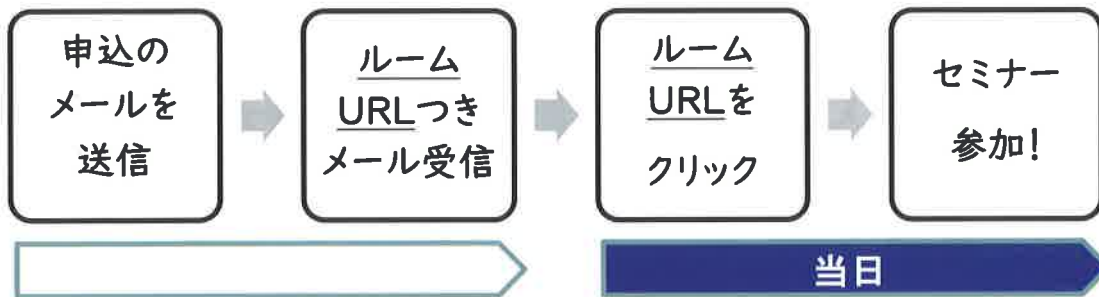 申込の
メールを
送信
ルーム
URLつき
メール受信
ルーム
URLを
クリック
セミナー
参加!
当日